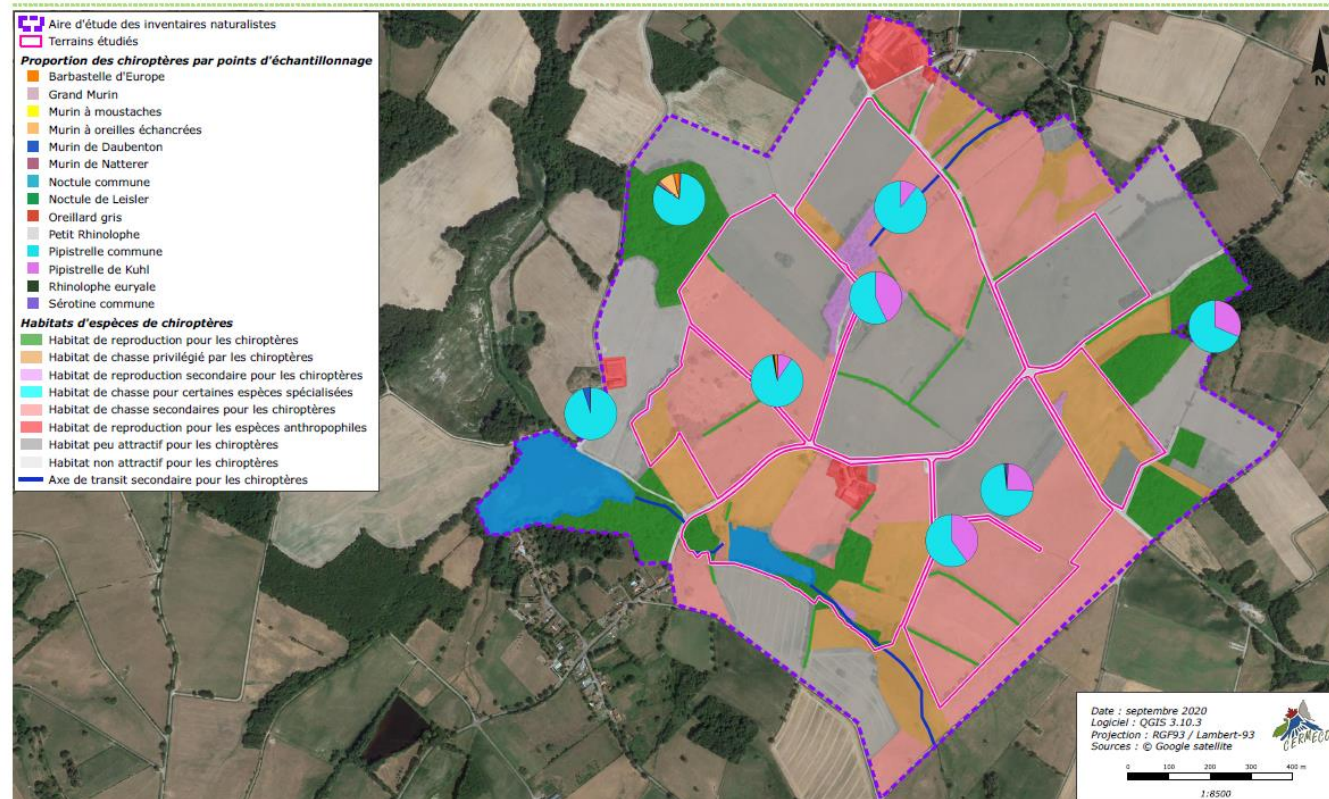 Aire d'étude des inventaires naturalistes
Terrains étudiés
Proportion des chiroptères par points d'échantillonnage
Barbastelle d'Europe
Grand Murin
Murin à moustaches
Murin à oreilles échancrées
Murin de Daubenton
Murin de Natterer
Noctule commune
Noctule de Leisler
Oreillard gris
Petit Rhinolophe
Pipistrelle commune
Pipistrelle de Kuhl
Rhinolophe euryale
Sérotine commune
Habitats d'espèces de chiroptères
Habitat de reproduction pour les chiroptères
Habitat de chasse privilégié par les chiroptères
Habitat de reproduction secondaire pour les chiroptères
Habitat de chasse pour certaines espèces spécialisées
Habitat de chasse secondaires pour les chiroptères
Habitat de reproduction pour les espèces anthropophiles
Habitat peu attractif pour les chiroptères
Habitat non attractif pour les chiroptères
Axe de transit secondaire pour les chiroptères
N
Date : septembre 2020
Logiciel : QGIS 3.10.3
Projection : RGF93 / Lambert-93
Sources : © Google satellite
CERMECO
0 100 200 300 400 m
1:8500